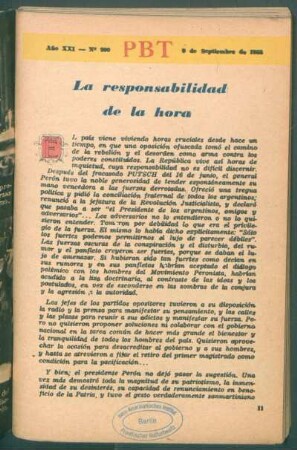 Año XXI — Nº 989
PBT
9 de Septiembre de 1955
La responsabilidad
de la hora
EL país viene viviendo horas cruciales desde hace un
tiempo, en que una oposición ofuscada tomó el camino
de la rebelión y el desorden como arma contra los
poderes constituídos. La República vive así horas de
inquietud, cuya responsabilidad no es difícil discernir.
Después del fracasado PUTSCH del 16 de junio, el general
Perón tuvo la noble generosidad de tender espontáneamente su
mano vencedora a las fuerzas derrotadas. Ofreció una tregua
política y pidió la conciliación fraternal de todos los argentinos;
renunció a la jefatura de la Revolución Justicialista, y declaró
que pasaba a ser "el Presidente de los argentinos, amigos y
adversarios"... Los adversarios no lo entendieron o no lo qui-
sieron entender. Tomaron por debilidad lo que era privile-
gio de la fuerza. El mismo lo había dicho explícitamente: "Sólo
los fuertes podemos permitirnos el lujo de parecer débiles".
Las fuerzas oscuras de la conspiración y el disturbio, del ru-
mor y el panfleto creyeron ser fuertes, porque se daban el lu-
jo de amenazar. Si hubieran sido tan fuertes como decían en
sus rumores y en sus panfletos habrían aceptado el diálogo
polémico con los hombres del Movimiento Peronista, habrían
acudido a la liza doctrinaria, al contraste de las ideas y los
postulados, en vez de esconderse en las sombras de la conjura
y la agresión a la autoridad.
Los jefes de los partidos opositores tuvieron a su disposición
la radio y la prensa para manifestar su pensamiento, y las calles
y las plazas para reunir a sus adictos y manifestar su fuerza. Pe-
ro no quisieron proponer soluciones ni colaborar con el gobierno
nacional en la tarea común de hacer más grande el bienestar y
la tranquilidad de todos los hombres del país. Quisieron aprove-
char la ocasión para desacreditar al gobierno y a sus hombres,
y hasta se atrevieron a fijar el retiro del primer magistrado como
condición para la pacificación...
Y bien; el presidente Perón no dejó pasar la sugestión. Una
vez más demostró toda la magnitud de su patriotismo, la inmen-
sidad de su desinterés, su capacidad de renunciamiento en bene-
ficio de la Patria, y tuvo el gesto verdaderamente sanmartiniano
11
Berlin